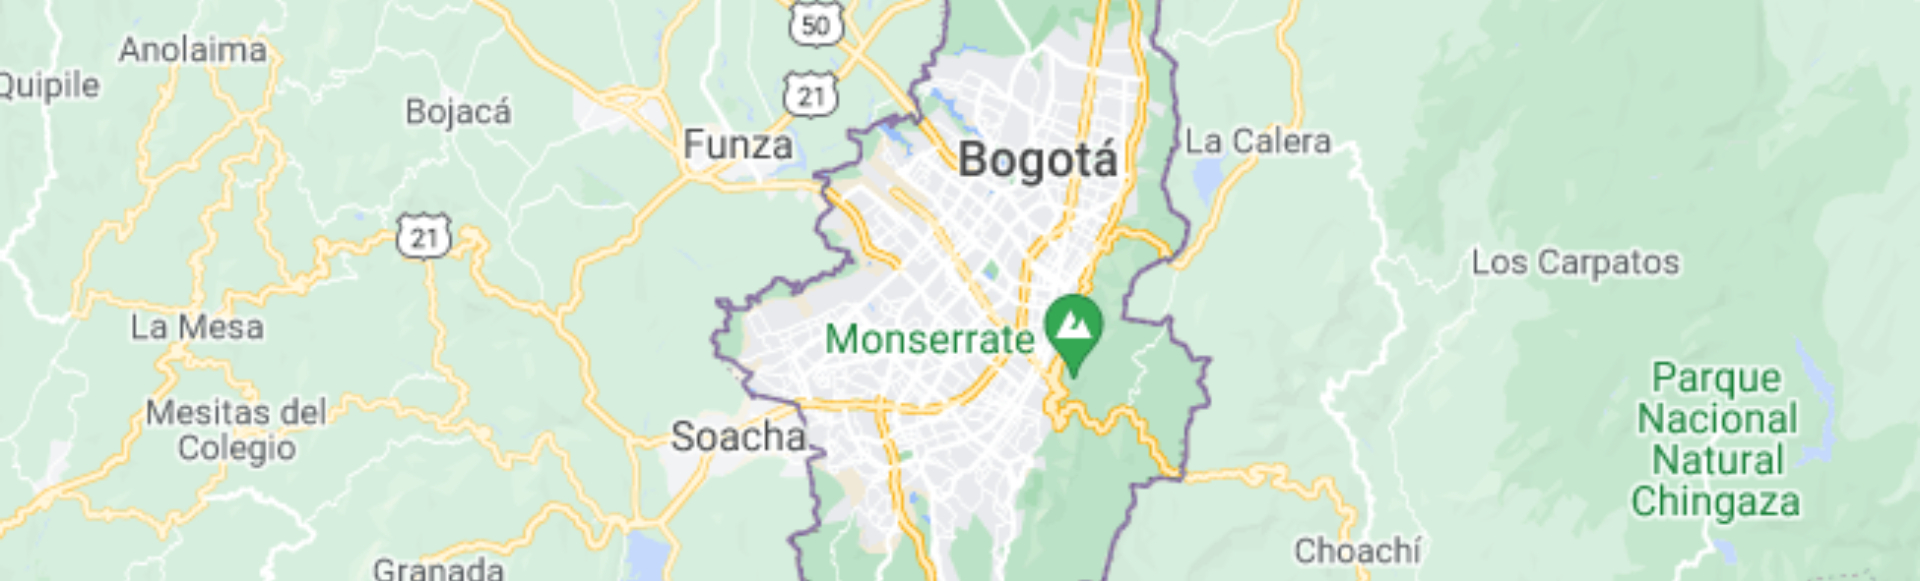 50
Anolaima
Quipile
21
Bojacá
Funza
Bogotá
La Calera
21
Los Carpatos
La Mesa
Monserrate
Parque
Nacional
Natural
Chingaza
Mesitas del
Colegio
Soacha
Choachí
Granada